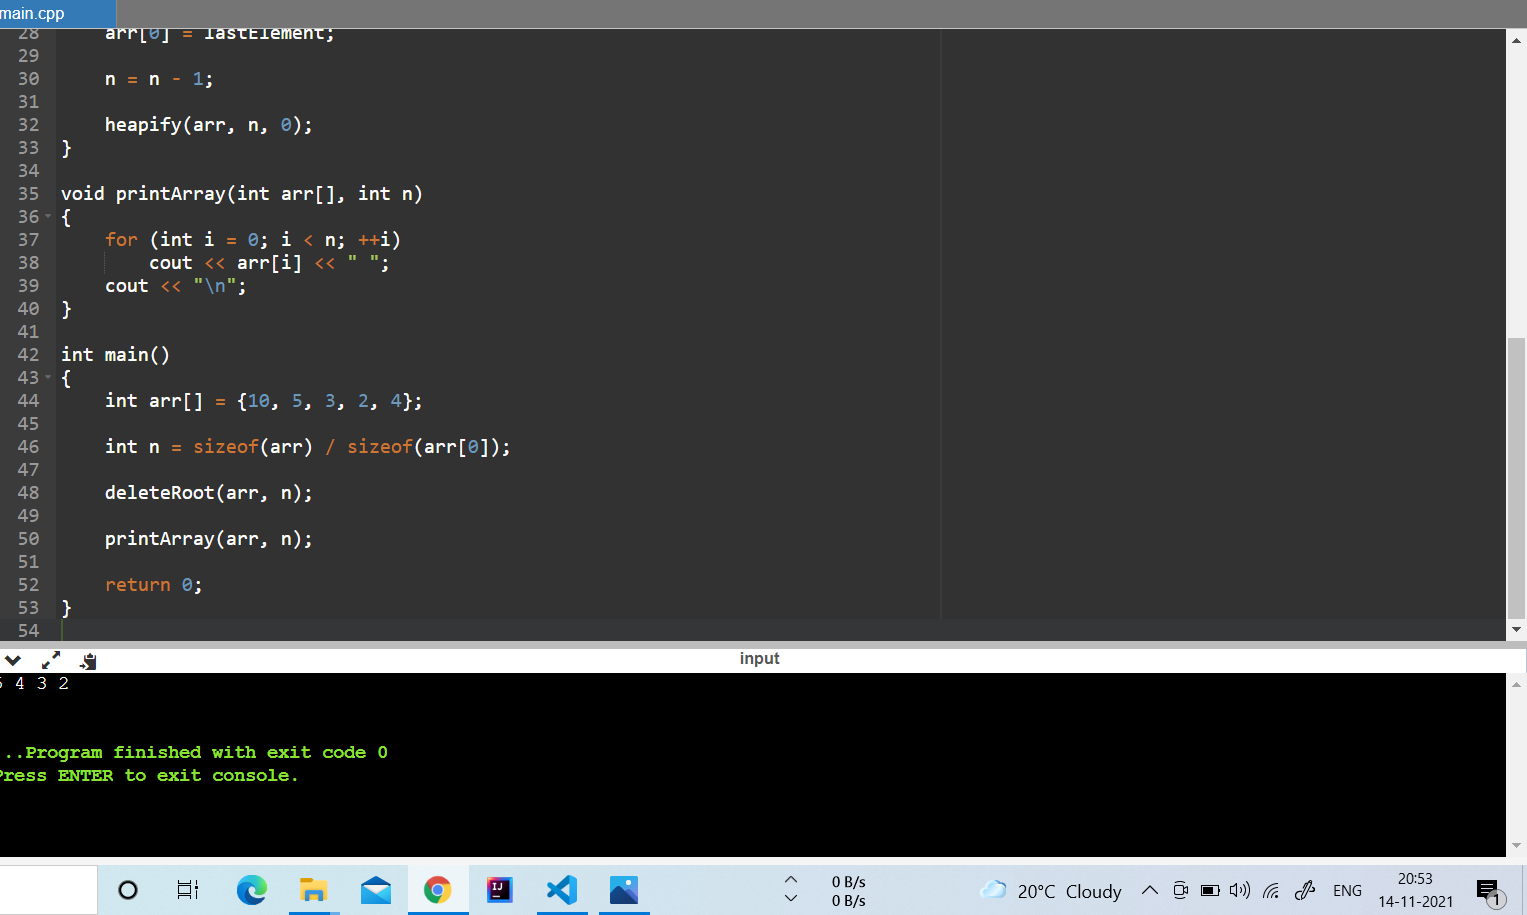 main.cpp
28 arr[0] = lastElement;
29
30 n = n - 1;
31
32 heapify(arr, n, 0);
33 }
34
35 void printArray(int arr[], int n)
36 {
37 for (int i = 0; i < n; ++i)
38 cout << arr[i] << " ";
39 cout << "\n";
40 }
41
42 int main()
43 {
44 int arr[] = {10, 5, 3, 2, 4};
45
46 int n = sizeof(arr) / sizeof(arr[0]);
47
48 deleteRoot(arr, n);
49
50 printArray(arr, n);
51
52 return 0;
53 }
54
input
5 4 3 2
..Program finished with exit code 0
Press ENTER to exit console.
IJ
0 B/s
0 B/s
20°C Cloudy
ENG
20:53
14-11-2021
1